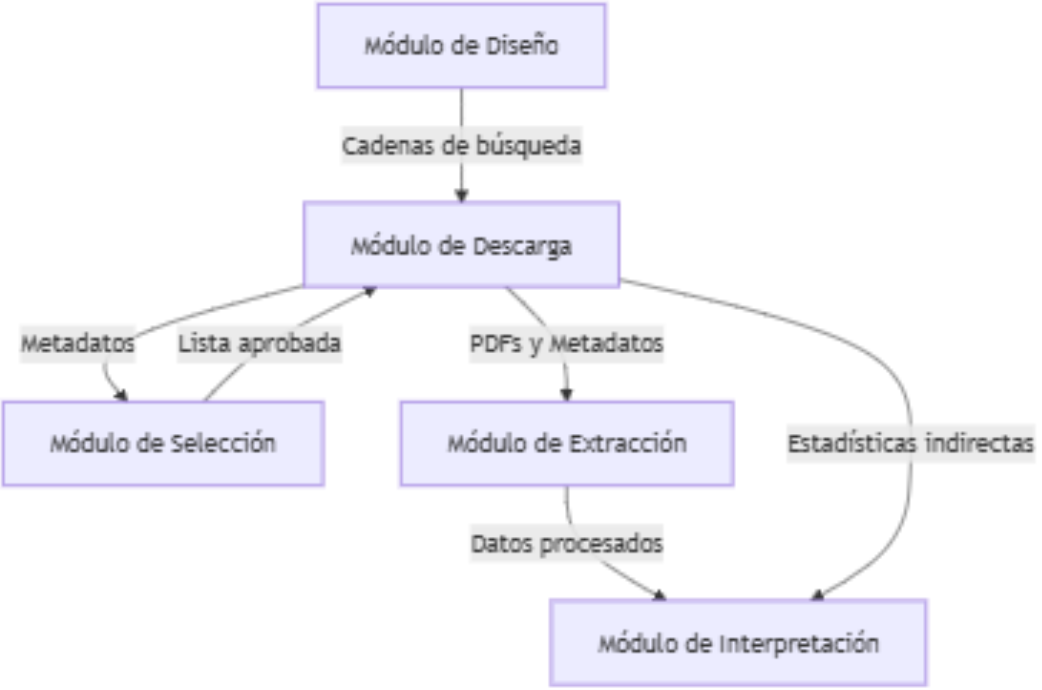 Módulo de Diseño
Cadenas de búsqueda
Módulo de Descarga
Metadatos
Lista aprobada
PDFs y Metadatos
Módulo de Selección
Módulo de Extracción
Estadísticas indirectas
Datos procesados
Módulo de Interpretación